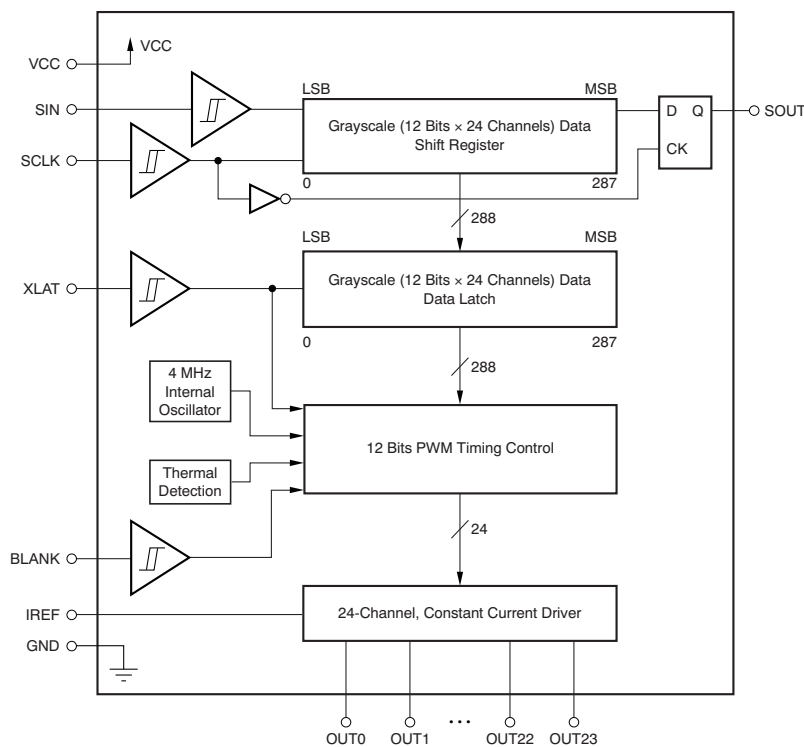 VCC
VCC
SIN
LSB
MSB
Grayscale (12 Bits × 24 Channels) Data
Shift Register
D Q
CK
SOUT
SCLK
0
287
288
LSB
MSB
XLAT
Grayscale (12 Bits × 24 Channels) Data
Data Latch
0
287
288
4 MHz
Internal
Oscillator
12 Bits PWM Timing Control
Thermal
Detection
24
BLANK
IREF
24-Channel, Constant Current Driver
GND
OUT0
OUT1
•••
OUT22
OUT23